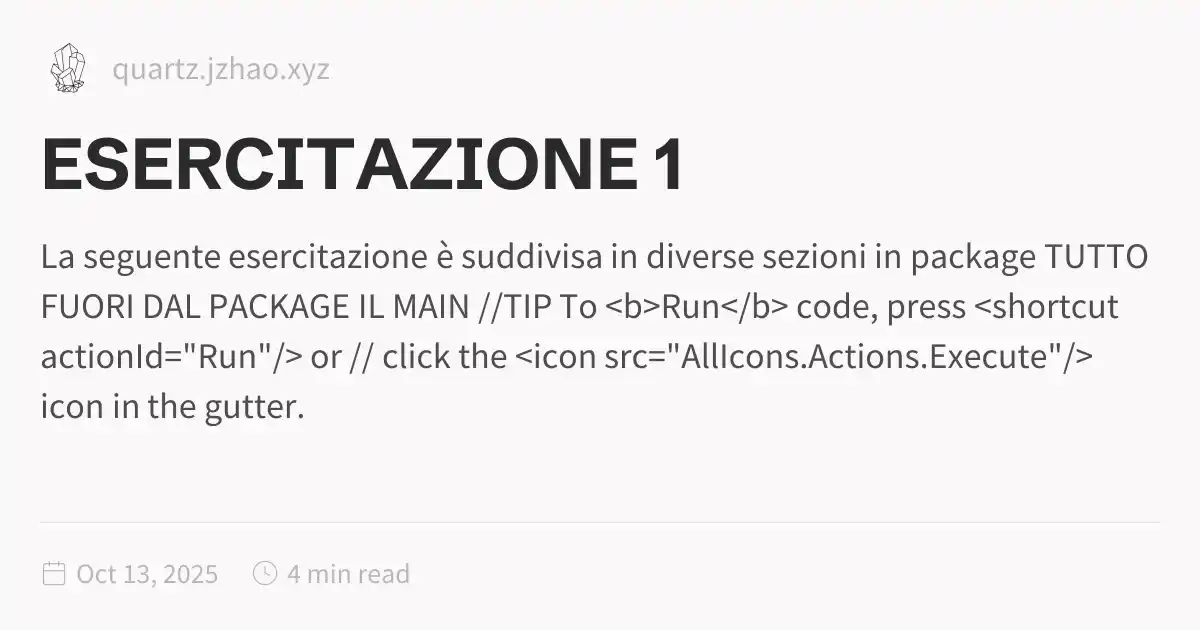 quartz.jzhao.xyz
ESERCITAZIONE 1
La seguente esercitazione è suddivisa in diverse sezioni in package TUTTO
FUORI DAL PACKAGE IL MAIN //TIP To <b>Run</b> code, press <shortcut
actionId="Run"/> or // click the <icon src="AllIcons.Actions.Execute"/>
icon in the gutter.
Oct 13, 2025 4 min read